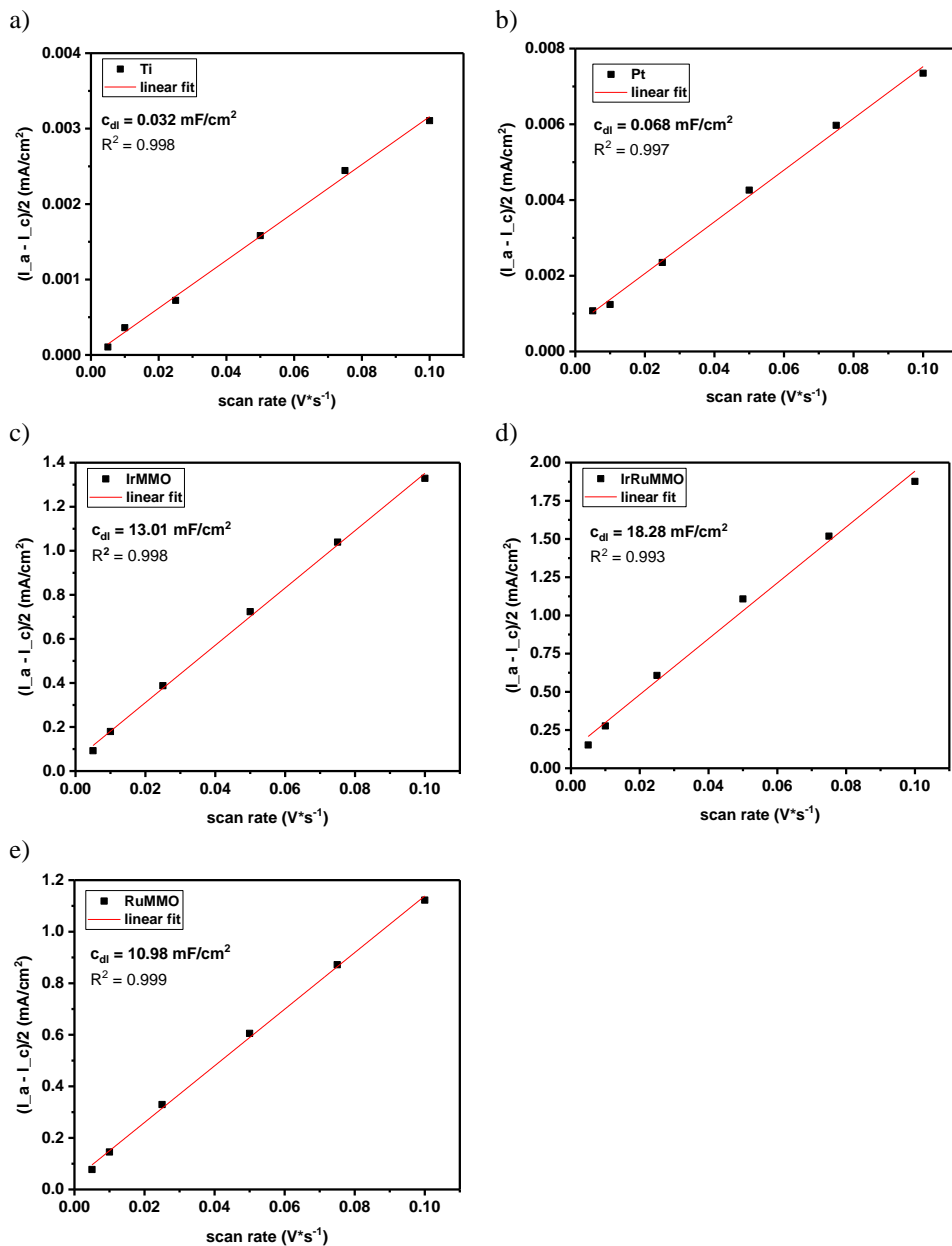 a)
0.004
0.003
0.002
0.001
0.000
(I_a - I_c)/2 (mA/cm²)
Ti
linear fit
c_dl = 0.032 mF/cm²
R² = 0.998
0.00 0.02 0.04 0.06 0.08 0.10
scan rate (V*s⁻¹)
b)
0.008
0.006
0.004
0.002
0.000
(I_a - I_c)/2 (mA/cm²)
Pt
linear fit
c_dl = 0.068 mF/cm²
R² = 0.997
0.00 0.02 0.04 0.06 0.08 0.10
scan rate (V*s⁻¹)
c)
1.4
1.2
1.0
0.8
0.6
0.4
0.2
0.0
(I_a - I_c)/2 (mA/cm²)
IrMMO
linear fit
c_dl = 13.01 mF/cm²
R² = 0.998
0.00 0.02 0.04 0.06 0.08 0.10
scan rate (V*s⁻¹)
d)
2.00
1.75
1.50
1.25
1.00
0.75
0.50
0.25
0.00
(I_a - I_c)/2 (mA/cm²)
IrRuMMO
linear fit
c_dl = 18.28 mF/cm²
R² = 0.993
0.00 0.02 0.04 0.06 0.08 0.10
scan rate (V*s⁻¹)
e)
1.2
1.0
0.8
0.6
0.4
0.2
0.0
(I_a - I_c)/2 (mA/cm²)
RuMMO
linear fit
c_dl = 10.98 mF/cm²
R² = 0.999
0.00 0.02 0.04 0.06 0.08 0.10
scan rate (V*s⁻¹)